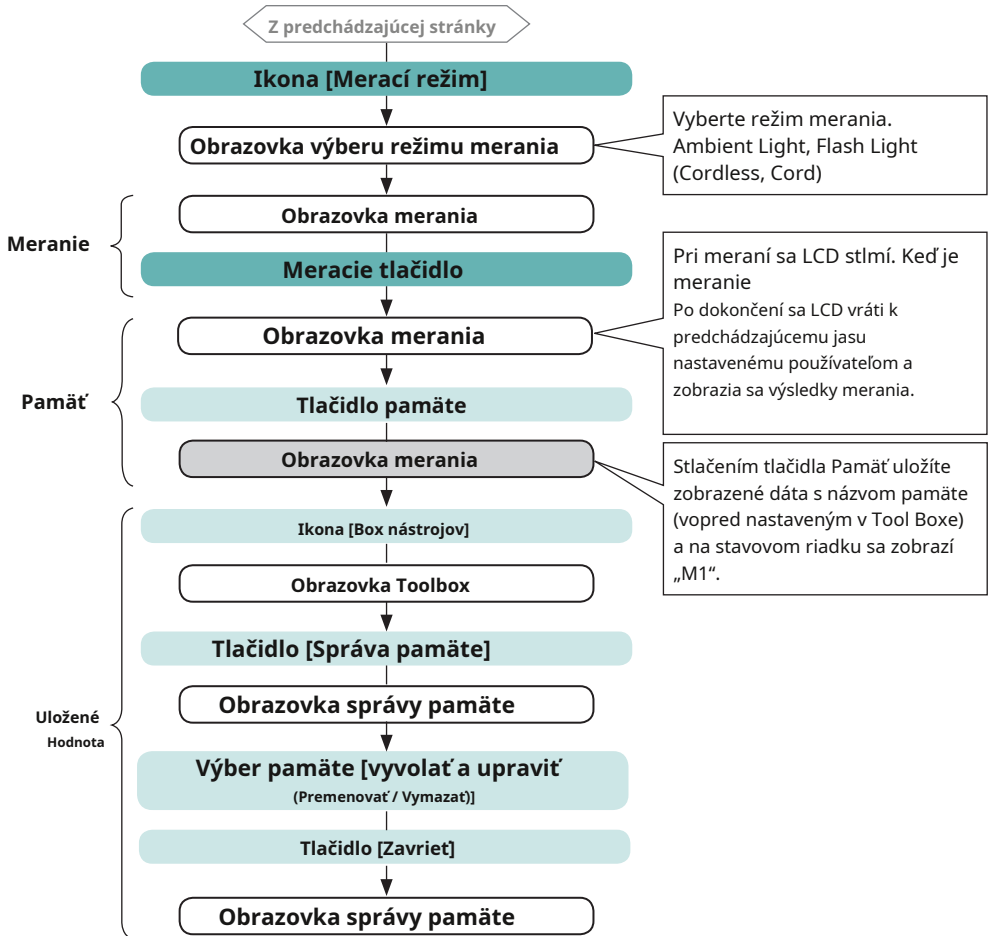 Z predchádzajúcej stránky
Ikona [Merací režim]
Obrazovka výberu režimu merania
Vyberte režim merania.
Ambient Light, Flash Light
(Cordless, Cord)
Obrazovka merania
Meranie
Meracie tlačidlo
Pri meraní sa LCD stlmí. Keď je
meranie
Po dokončení sa LCD vráti k
predchádzajúcemu jasu
nastavenému používateľom a
zobrazia sa výsledky merania.
Obrazovka merania
Pamäť
Tlačidlo pamäte
Obrazovka merania
Stlačením tlačidla Pamäť uložíte
zobrazené dáta s názvom pamäte
(vopred nastaveným v Tool Boxe)
a na stavovom riadku sa zobrazí
„M1“.
Ikona [Box nástrojov]
Obrazovka Toolbox
Tlačidlo [Správa pamäte]
Obrazovka správy pamäte
Uložené
Hodnota
Výber pamäte [vyvolať a upraviť
(Premenovať / Vymazať)]
Tlačidlo [Zavrieť]
Obrazovka správy pamäte